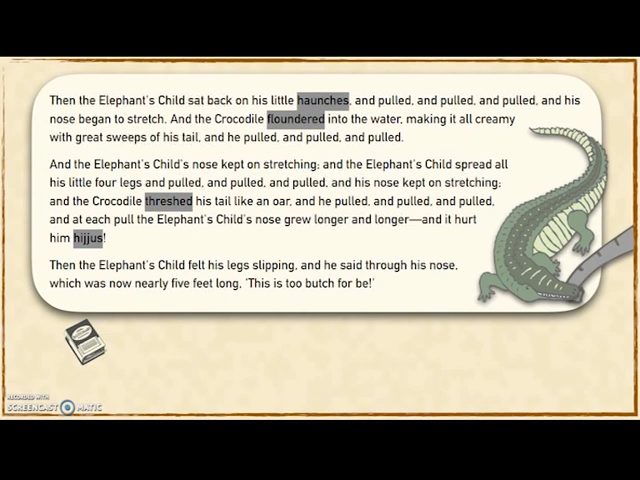 Then the Elephant's Child sat back on his little haunches, and pulled, and pulled, and pulled, and his
nose began to stretch. And the Crocodile floundered into the water, making it all creamy
with great sweeps of his tail, and he pulled, and pulled, and pulled.
And the Elephant's Child's nose kept on stretching; and the Elephant's Child spread all
his little four legs and pulled, and pulled, and pulled, and his nose kept on stretching;
and the Crocodile threshed his tail like an oar, and he pulled, and pulled, and pulled,
and at each pull the Elephant's Child's nose grew longer and longer—and it hurt
him hijjus!
Then the Elephant's Child felt his legs slipping, and he said through his nose,
which was now nearly five feet long, 'This is too butch for be!'
RECORDED WITH
SCREENCAST MATIC